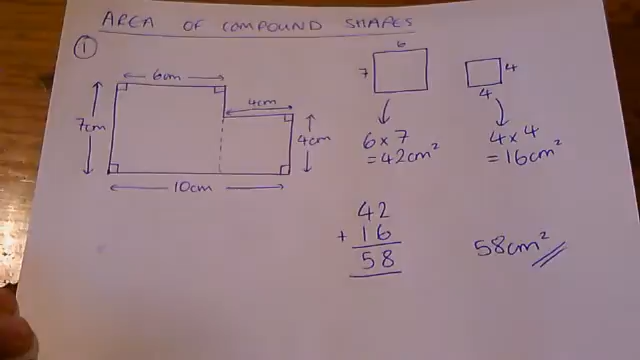 AREA OF COMPOUND SHAPES
1
6cm
7cm
4cm
4cm
10cm
6
7
4
4
6 x 7
= 42cm²
4 x 4
= 16cm²
42
+ 16
58
58cm²